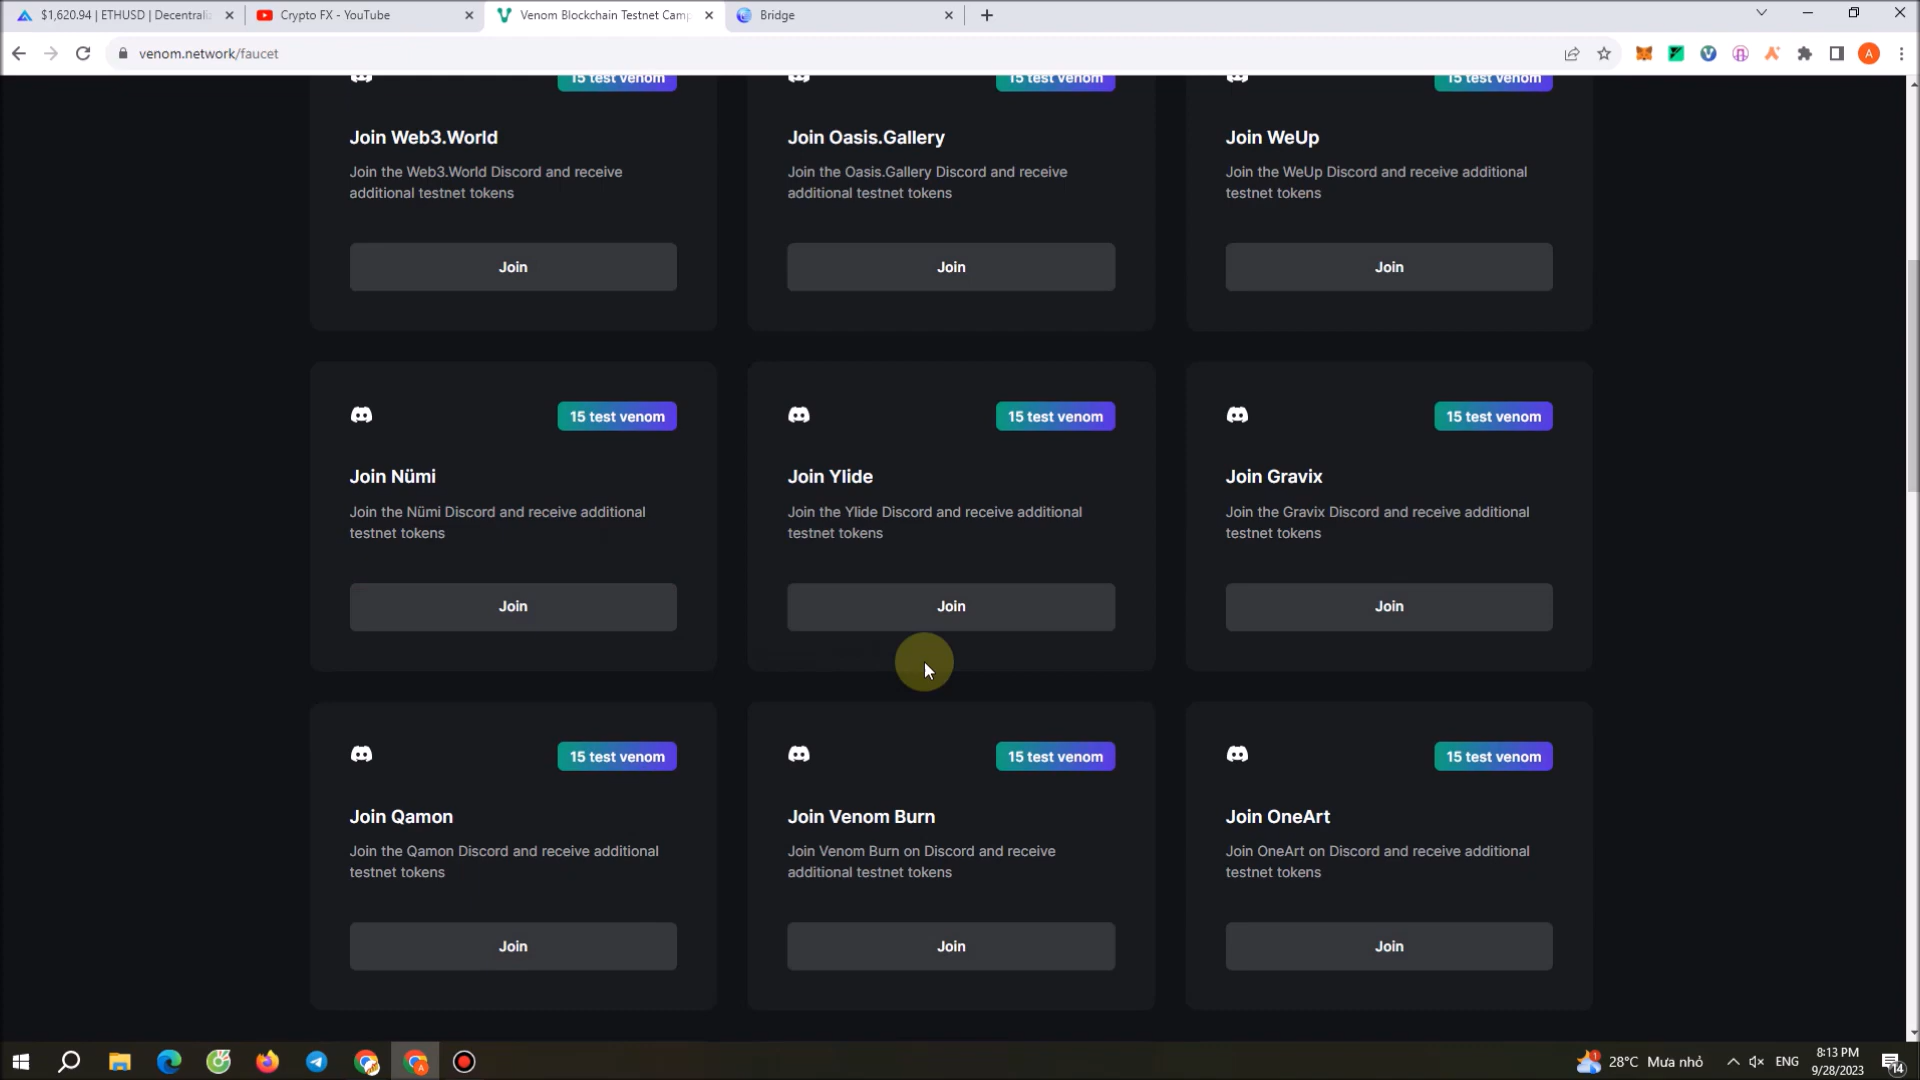 $1,620.94 | ETHUSD | Decentrali
Crypto FX - YouTube
Venom Blockchain Testnet Camp
Bridge
venom.network/faucet
A
15 test venom
15 test venom
15 test venom
Join Web3.World
Join Oasis.Gallery
Join WeUp
Join the Web3.World Discord and receive
additional testnet tokens
Join the Oasis.Gallery Discord and receive
additional testnet tokens
Join the WeUp Discord and receive additional
testnet tokens
Join
Join
Join
15 test venom
15 test venom
15 test venom
Join Nümi
Join Ylide
Join Gravix
Join the Nümi Discord and receive additional
testnet tokens
Join the Ylide Discord and receive additional
testnet tokens
Join the Gravix Discord and receive additional
testnet tokens
Join
Join
Join
15 test venom
15 test venom
15 test venom
Join Qamon
Join Venom Burn
Join OneArt
Join the Qamon Discord and receive additional
testnet tokens
Join Venom Burn on Discord and receive
additional testnet tokens
Join OneArt on Discord and receive additional
testnet tokens
Join
Join
Join
A
1
28°C Mưa nhỏ
ENG
8:13 PM
9/28/2023
14